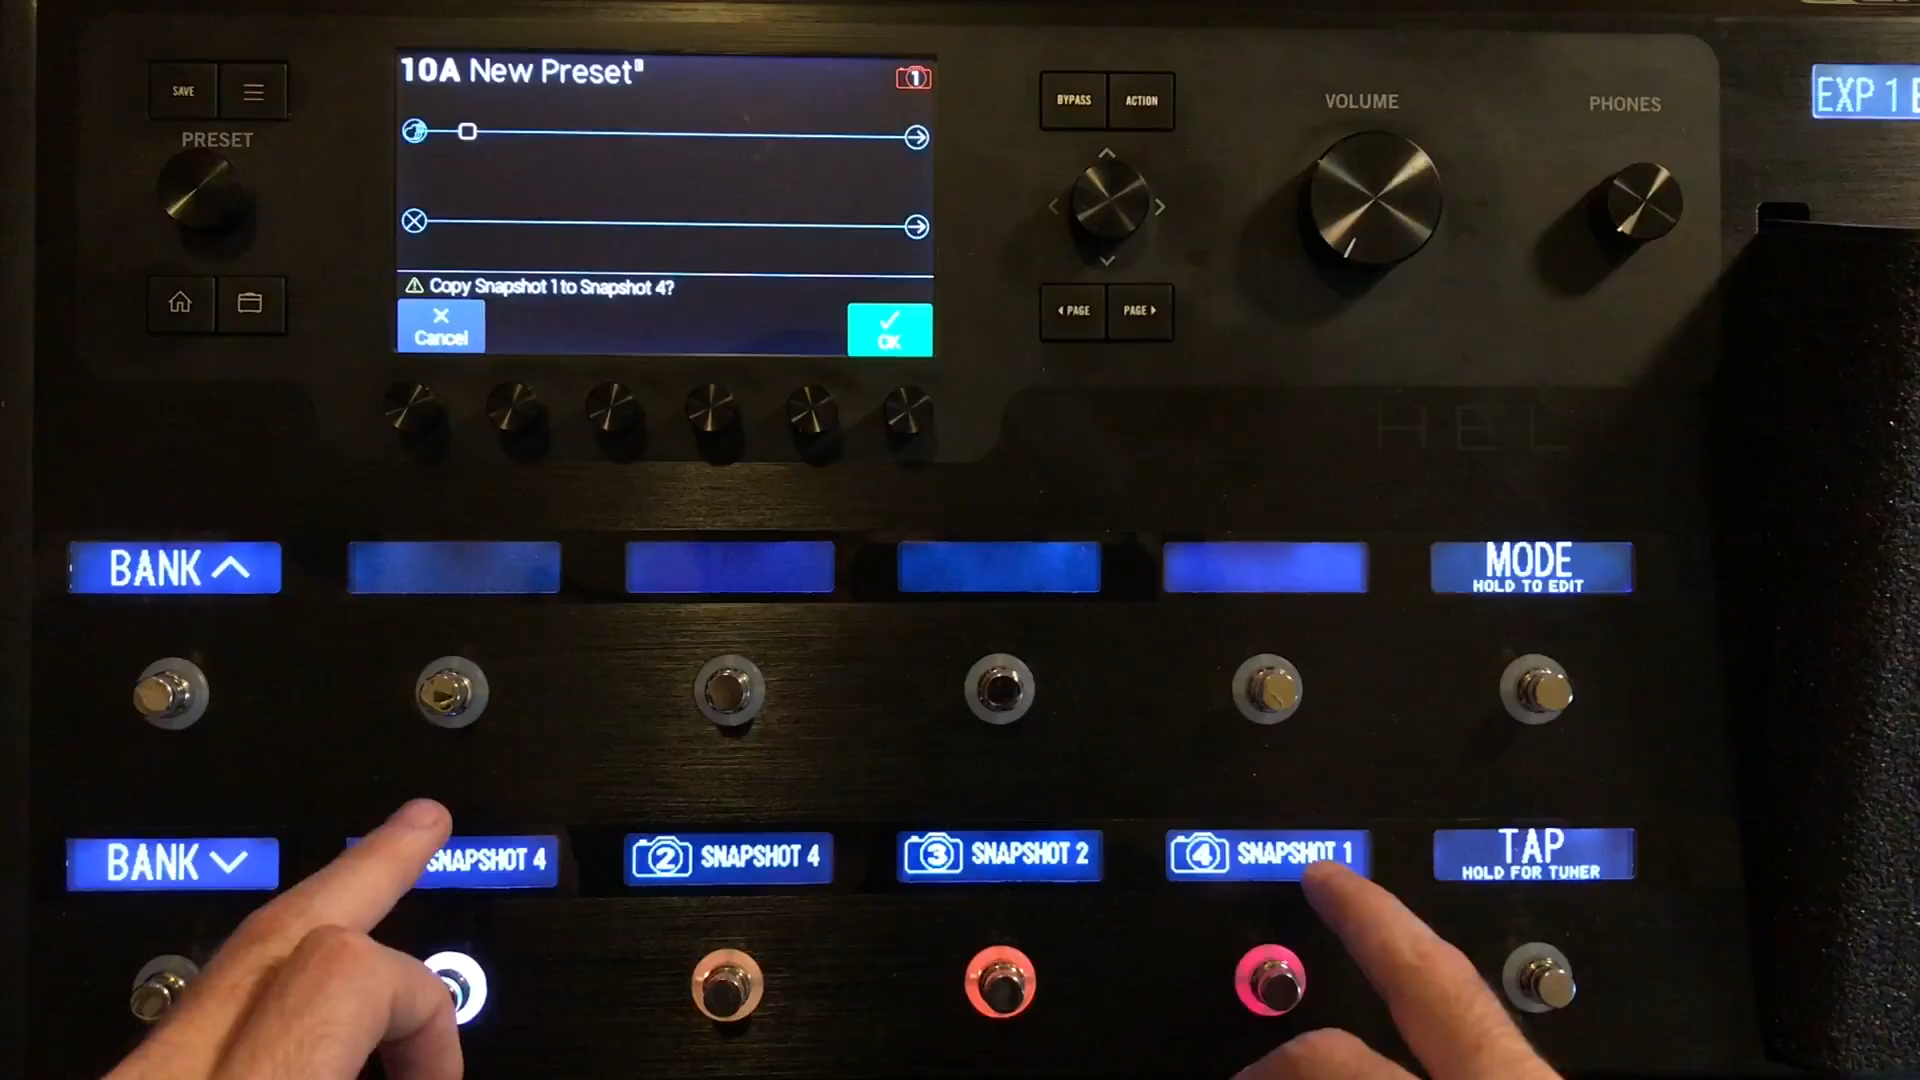 SAVE
PRESET
10A New Preset
1
Copy Snapshot 1 to Snapshot 4?
Cancel
OK
BYPASS
ACTION
PAGE
PAGE
VOLUME
PHONES
EXP 1
HEL
BANK
MODE
HOLD TO EDIT
BANK
SNAPSHOT 4
2 SNAPSHOT 4
3 SNAPSHOT 2
4 SNAPSHOT 1
TAP
HOLD FOR TUNER